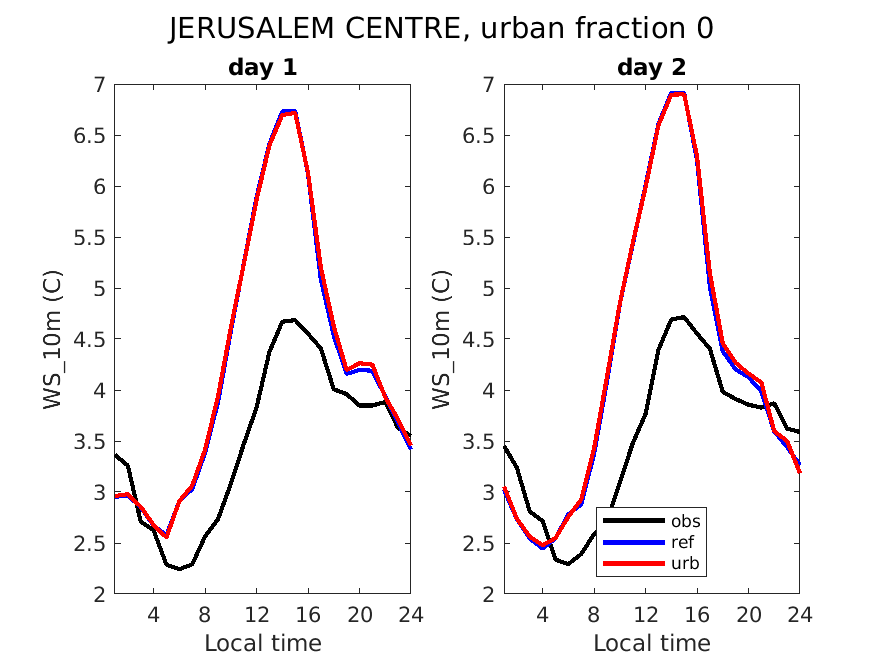 JERUSALEM CENTRE, urban fraction 0
day 1
day 2
7
6.5
6
5.5
5
4.5
4
3.5
3
2.5
2
WS_10m (C)
4 8 12 16 20 24
Local time
7
6.5
6
5.5
5
4.5
4
3.5
3
2.5
2
WS_10m (C)
4 8 12 16 20 24
Local time
obs
ref
urb